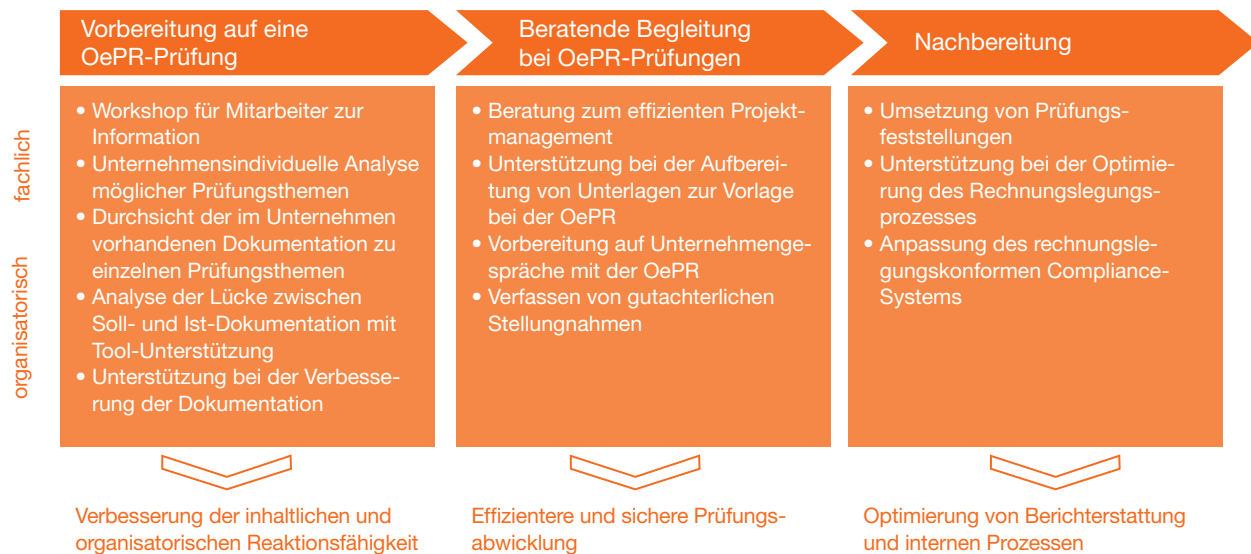 Vorbereitung auf eine
OePR-Prüfung
Beratende Begleitung
bei OePR-Prüfungen
Nachbereitung
fachlich
organisatorisch
• Workshop für Mitarbeiter zur
Information
• Unternehmensindividuelle Analyse
möglicher Prüfungsthemen
• Durchsicht der im Unternehmen
vorhandenen Dokumentation zu
einzelnen Prüfungsthemen
• Analyse der Lücke zwischen
Soll- und Ist-Dokumentation mit
Tool-Unterstützung
• Unterstützung bei der Verbesse-
rung der Dokumentation
• Beratung zum effizienten Projekt-
management
• Unterstützung bei der Aufberei-
tung von Unterlagen zur Vorlage
bei der OePR
• Vorbereitung auf Unternehmenge-
spräche mit der OePR
• Verfassen von gutachterlichen
Stellungnahmen
• Umsetzung von Prüfungs-
feststellungen
• Unterstützung bei der Optimie-
rung des Rechnungslegungs-
prozesses
• Anpassung des rechnungsle-
gungskonformen Compliance-
Systems
Verbesserung der inhaltlichen und
organisatorischen Reaktionsfähigkeit
Effizientere und sichere Prüfungs-
abwicklung
Optimierung von Berichterstattung
und internen Prozessen